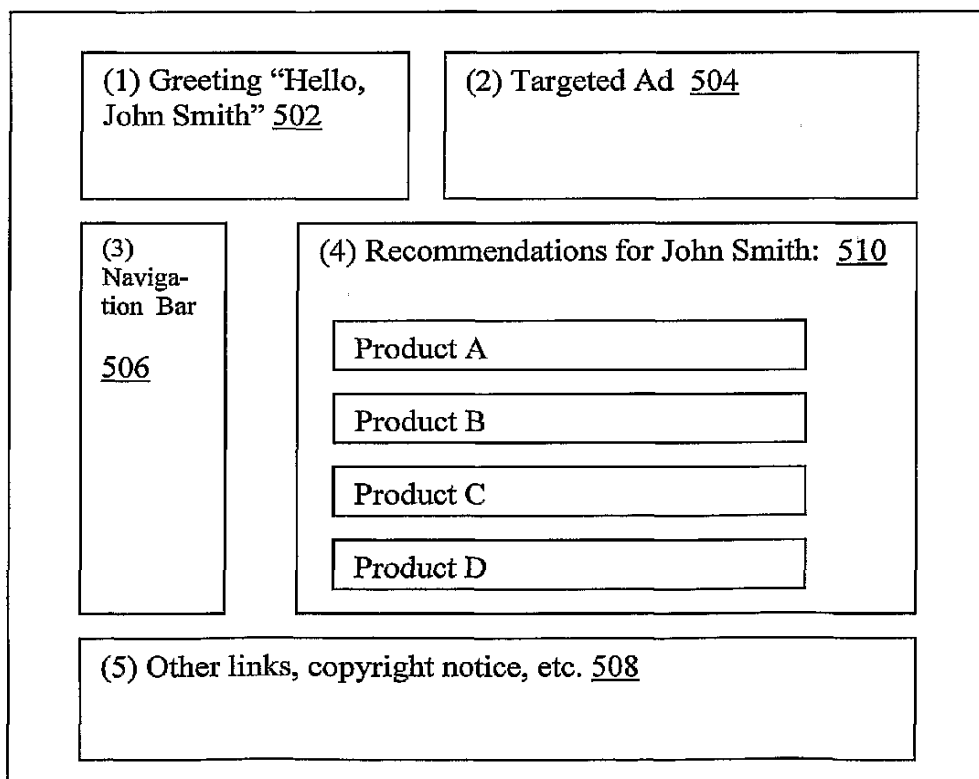 (1) Greeting “Hello,
John Smith” 502
(2) Targeted Ad 504
(3)
Naviga-
tion Bar
506
(4) Recommendations for John Smith: 510
Product A
Product B
Product C
Product D
(5) Other links, copyright notice, etc. 508